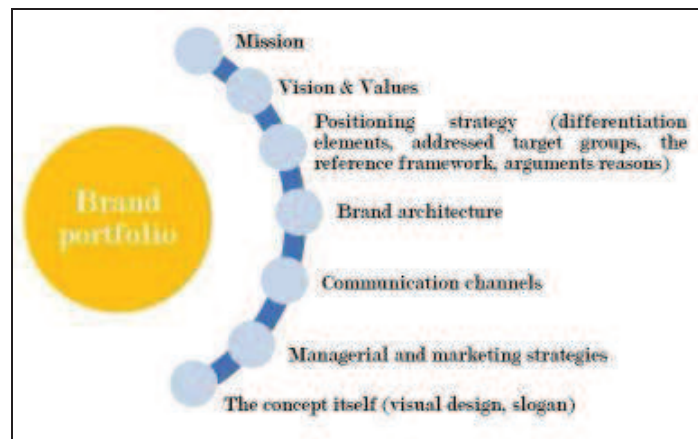 Mission
Vision & Values
Positioning strategy (differentiation
elements, addressed target groups, the
reference framework, arguments reasons)
Brand
portfolio
Brand architecture
Communication channels
Managerial and marketing strategies
The concept itself (visual design, slogan)